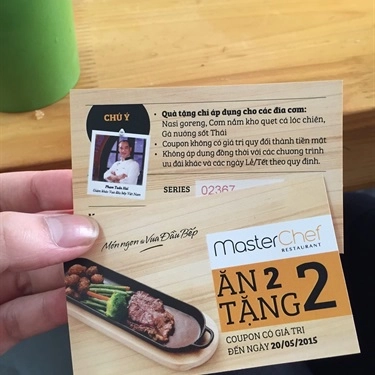 CHÚ Ý
• Quà tặng chỉ áp dụng cho các đĩa cơm:
Nasi goreng, Cơm nắm kho quẹt cá lóc chiên,
Gà nướng sốt Thái
• Coupon không có giá trị quy đổi thành tiền mặt
• Không áp dụng đồng thời với các chương trình
ưu đãi khác và các ngày Lễ/Tết theo quy định.
Phạm Tuấn Hải
SERIES 02367
Món ngon từ Vua Đầu Bếp
MasterChef
RESTAURANT
ĂN 2
TẶNG 2
COUPON CÓ GIÁ TRỊ
ĐẾN NGÀY 20/05/2015